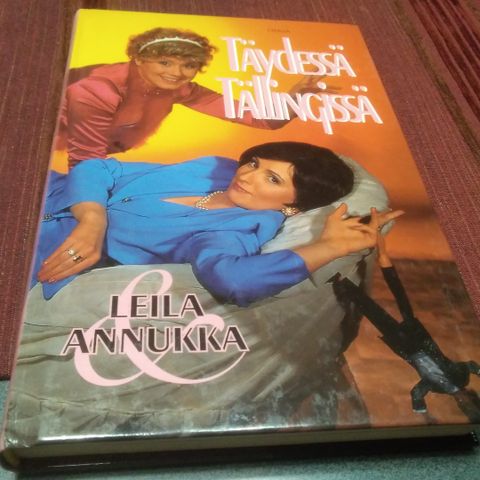 TÄYDESSÄ
TÄLLINGISSÄ
LEILA
&
ANNUKKA